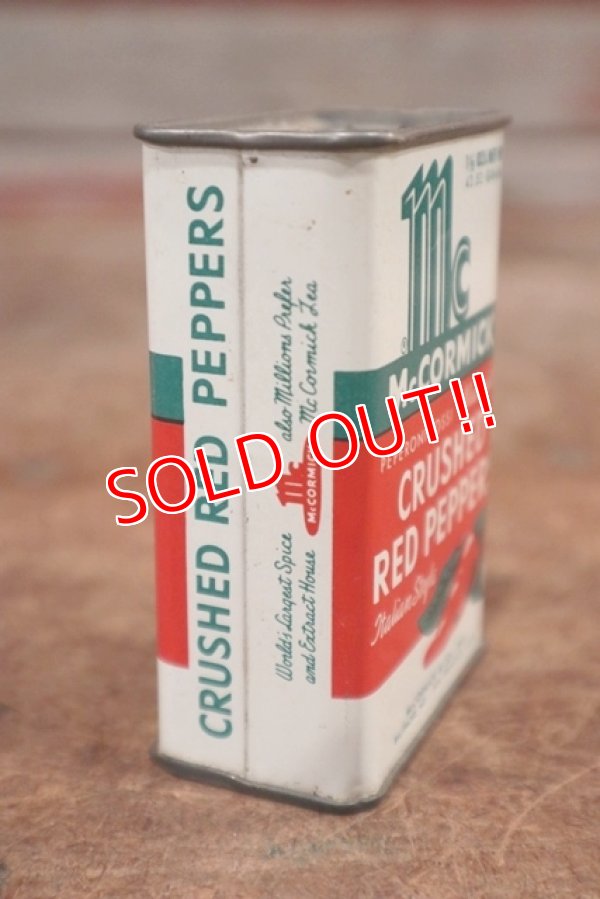 CRUSHED RED PEPPERS
World's Largest Spice
and Extract House
Mc
McCORMICK
also Millions Prefer
McCormick Tea
Mc
®
McCORMICK
CRUSHED
RED PEPPERS
Italian Style
SOLD OUT!!